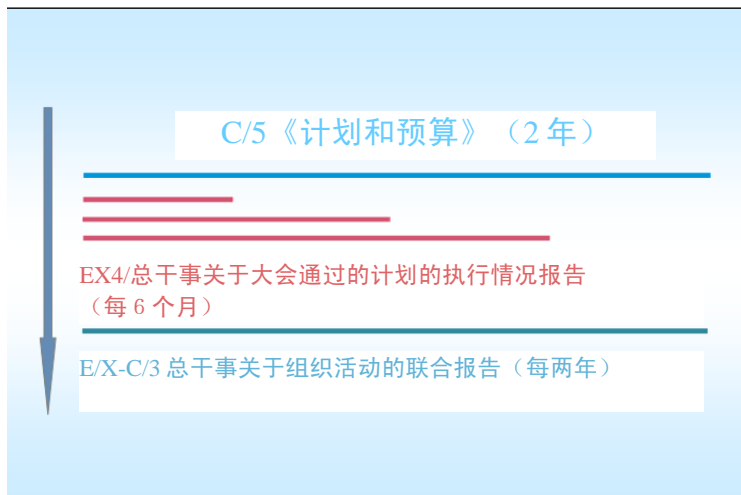 C/5《计划和预算》（2 年）
EX4/总干事关于大会通过的计划的执行情况报告
（每 6 个月）
E/X-C/3 总干事关于组织活动的联合报告（每两年）